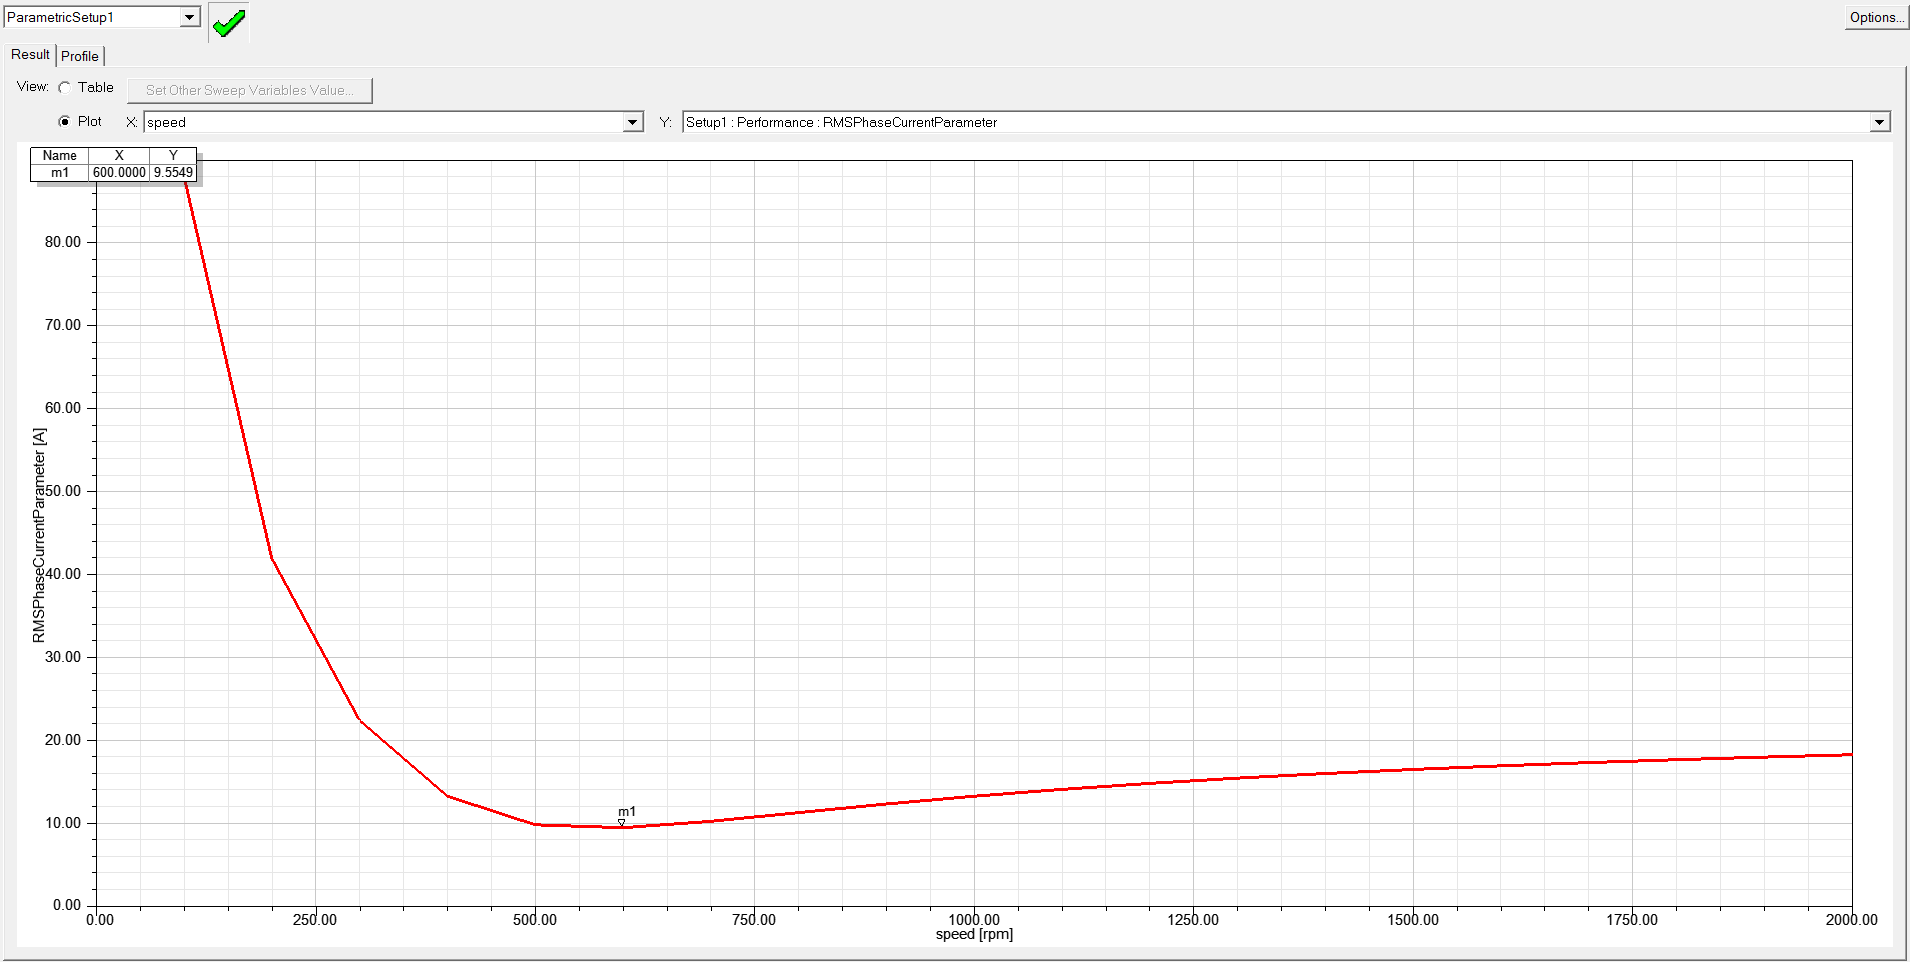 ParametricSetup1
Options...
Result Profile
View: Table Set Other Sweep Variables Value...
Plot X: speed Y: Setup1 : Performance : RMSPhaseCurrentParameter
Name X Y
m1 600.0000 9.5549
80.00
70.00
60.00
50.00
40.00
30.00
20.00
10.00
0.00
RMSPhaseCurrentParameter [A]
m1
0.00 250.00 500.00 750.00 1000.00 1250.00 1500.00 1750.00 2000.00
speed [rpm]